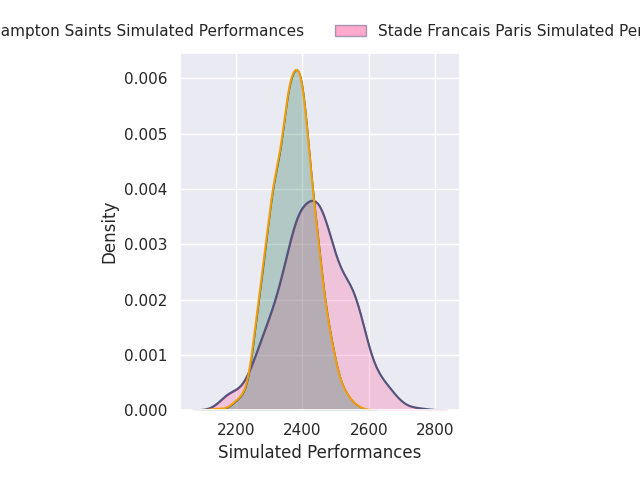 ampton Saints Simulated Performances
Stade Francais Paris Simulated Per
0.006
0.005
0.004
0.003
0.002
0.001
0.000
Density
2200 2400 2600 2800
Simulated Performances